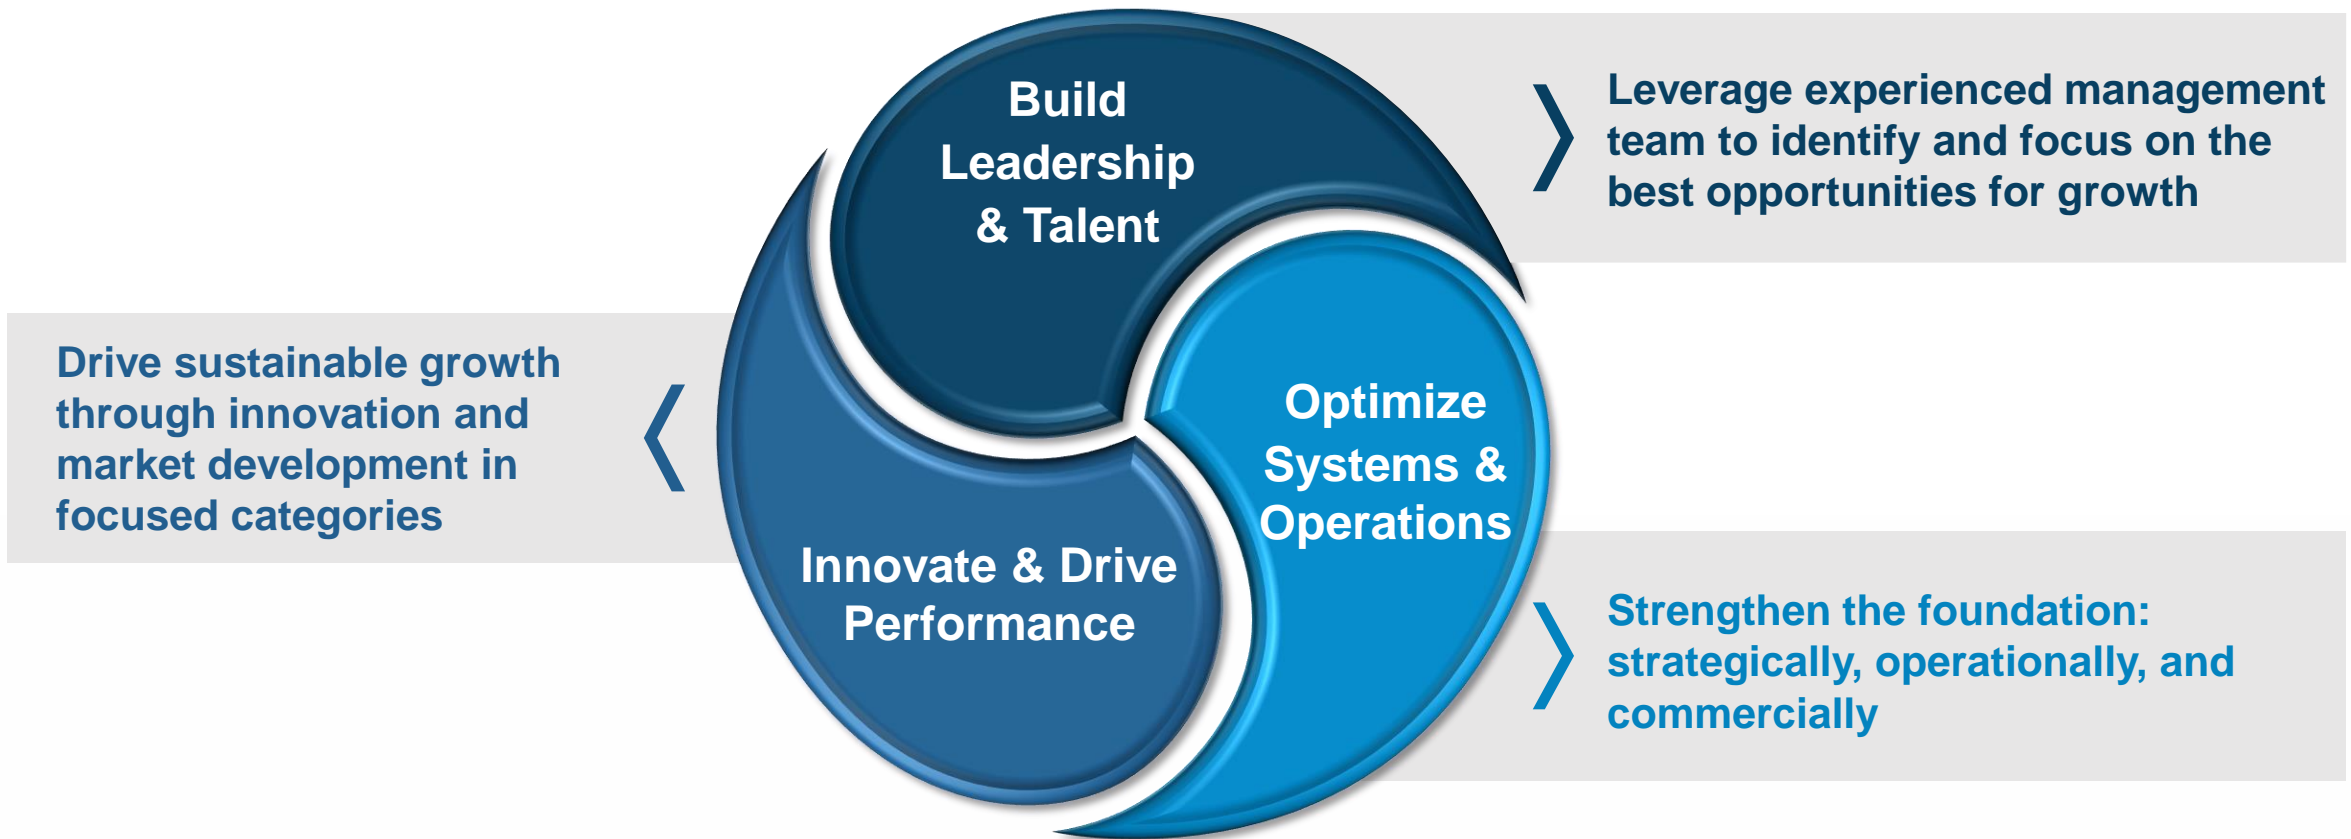 Build
Leadership
& Talent
Leverage experienced management
team to identify and focus on the
best opportunities for growth
Drive sustainable growth
through innovation and
market development in
focused categories
Optimize
Systems &
Operations
Innovate & Drive
Performance
Strengthen the foundation:
strategically, operationally, and
commercially